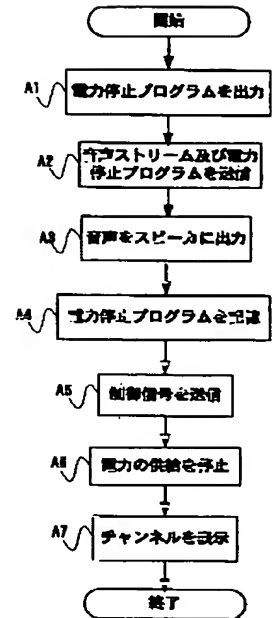 開始
A1 電力停止プログラムを出力
A2 音声ストリーム及び電力
停止プログラムを送信
A3 音声をスピーカに出力
A4 電力停止プログラムを記憶
A5 制御信号を送信
A6 電力の供給を停止
A7 チャンネルを表示
終了